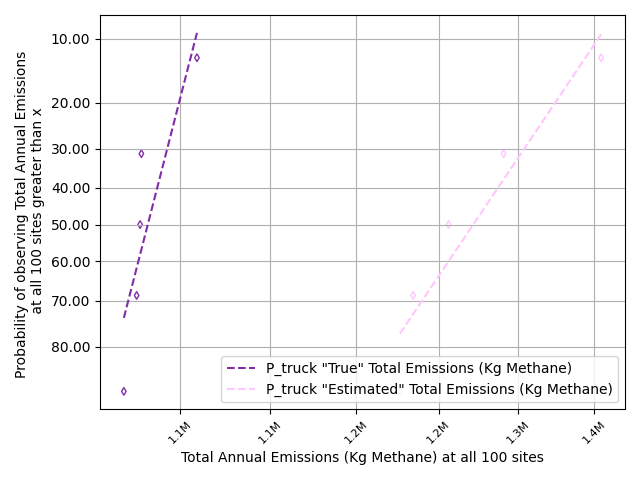 Probability of observing Total Annual Emissions
at all 100 sites greater than x
10.00
20.00
30.00
40.00
50.00
60.00
70.00
80.00
P_truck "True" Total Emissions (Kg Methane)
P_truck "Estimated" Total Emissions (Kg Methane)
1.1M
1.1M
1.2M
1.2M
1.3M
1.4M
Total Annual Emissions (Kg Methane) at all 100 sites